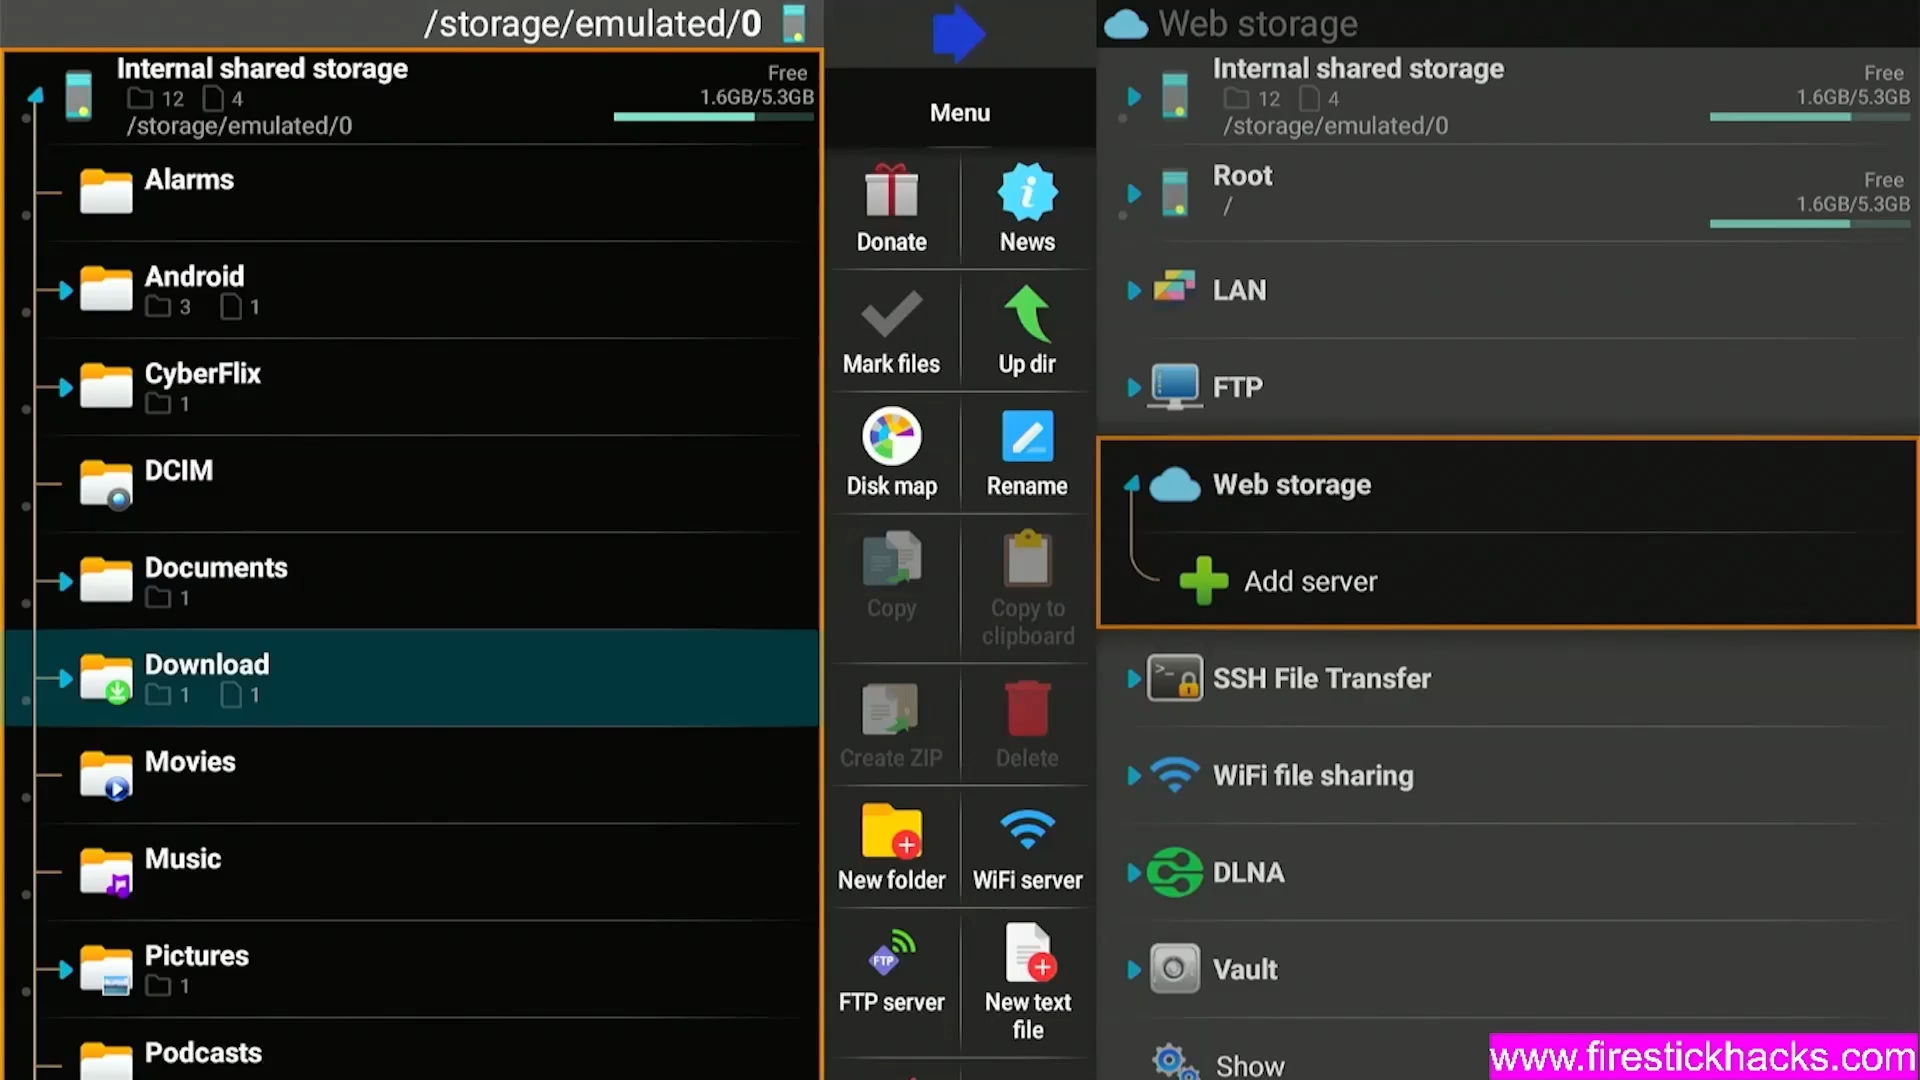 /storage/emulated/0
Internal shared storage
Free
12 4
1.6GB/5.3GB
/storage/emulated/0
Alarms
Android
3 1
CyberFlix
1
DCIM
Documents
1
Download
1 1
Movies
Music
Pictures
1
Podcasts
Menu
Donate
News
Mark files
Up dir
Disk map
Rename
Copy
Copy to
clipboard
Create ZIP
Delete
New folder
WiFi server
FTP
FTP server
New text
file
Web storage
Internal shared storage
Free
12 4
1.6GB/5.3GB
/storage/emulated/0
Root
Free
/
1.6GB/5.3GB
LAN
FTP
Web storage
Add server
SSH File Transfer
WiFi file sharing
DLNA
Vault
Show
www.firestickhacks.com